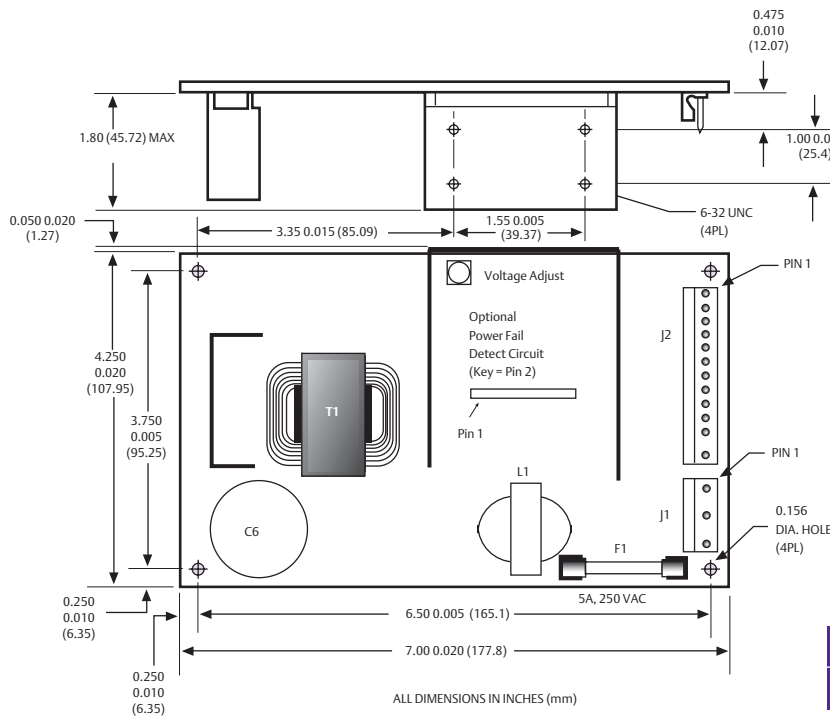 0.475
0.010
(12.07)
1.80 (45.72) MAX
1.00 0.0
(25.4)
0.050 0.020
(1.27)
3.35 0.015 (85.09)
1.55 0.005
(39.37)
6-32 UNC
(4PL)
PIN 1
Voltage Adjust
Optional
Power Fail
Detect Circuit
(Key = Pin 2)
J2
4.250
0.020
(107.95)
T1
3.750
0.005
(95.25)
Pin 1
PIN 1
L1
J1
0.156
DIA. HOLE
(4PL)
C6
F1
5A, 250 VAC
0.250
0.010
(6.35)
6.50 0.005 (165.1)
7.00 0.020 (177.8)
0.250
0.010
(6.35)
ALL DIMENSIONS IN INCHES (mm)